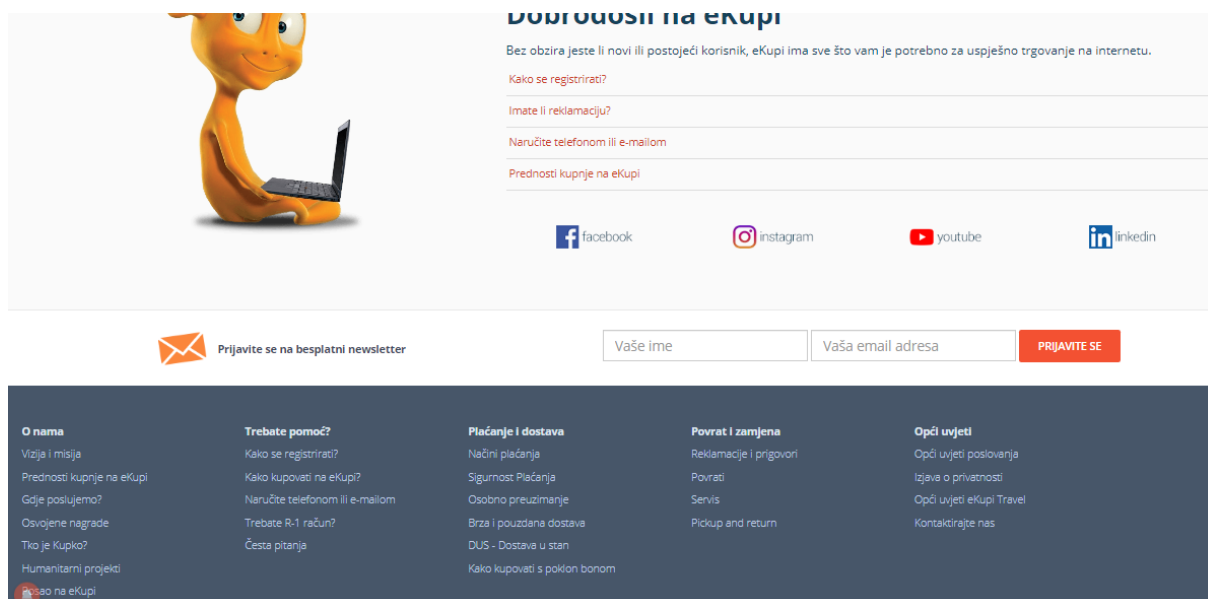 Dobrodošli na eKupi
Bez obzira jeste li novi ili postojeći korisnik, eKupi ima sve što vam je potrebno za uspješno trgovanje na internetu.
Kako se registrirati?
Imate li reklamaciju?
Naručite telefonom ili e-mailom
Prednosti kupnje na eKupi
facebook
instagram
youtube
linkedin
Prijavite se na besplatni newsletter
Vaše ime
Vaša email adresa
PRIJAVITE SE
O nama
Vizija i misija
Prednosti kupnje na eKupi
Gdje poslujemo?
Osvojene nagrade
Tko je Kupko?
Humanitarni projekti
Posao na eKupi
Trebate pomoć?
Kako se registrirati?
Kako kupovati na eKupi?
Naručite telefonom ili e-mailom
Trebate R-1 račun?
Česta pitanja
Plaćanje i dostava
Načini plaćanja
Sigurnost Plaćanja
Osobno preuzimanje
Brza i pouzdana dostava
DUS - Dostava u stan
Kako kupovati s poklon bonom
Povrat i zamjena
Reklamacije i prigovori
Povrati
Servis
Pickup and return
Opći uvjeti
Opći uvjeti poslovanja
Izjava o privatnosti
Opći uvjeti eKupi Travel
Kontaktirajte nas